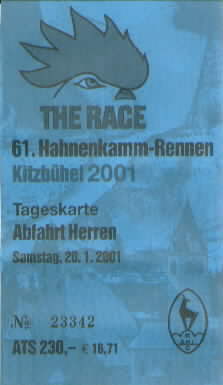 THE RACE
61. Hahnenkamm-Rennen
Kitzbühel 2001
Tageskarte
Abfahrt Herren
Samstag, 20. 1. 2001
№ 23342
ATS 230,– € 16,71